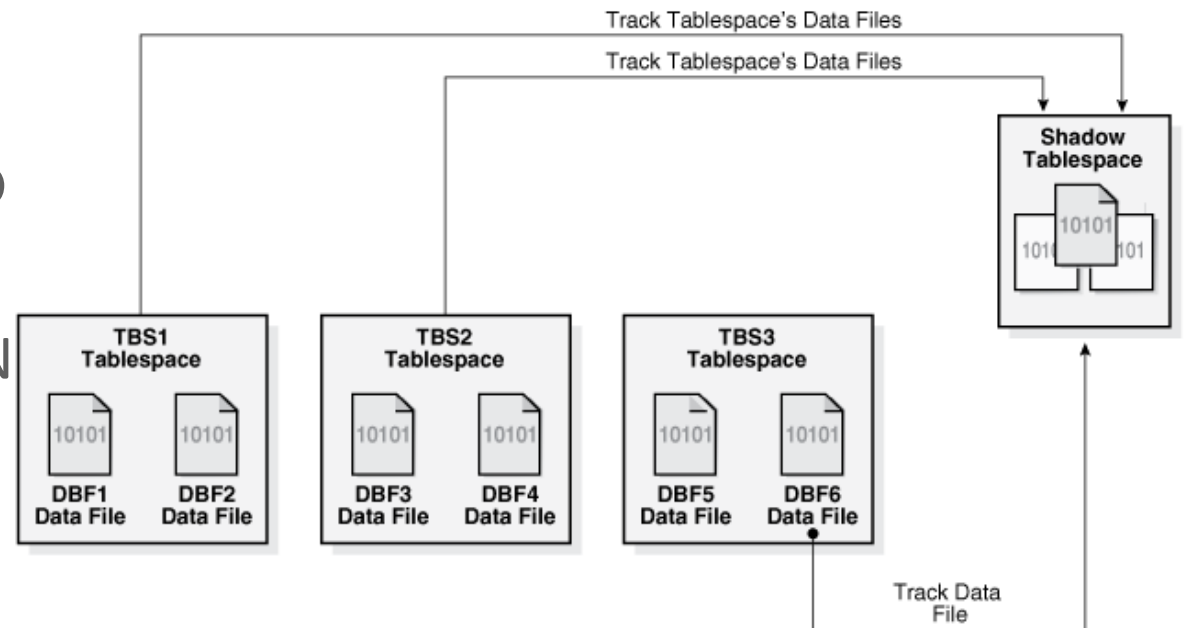 Track Tablespace's Data Files
Track Tablespace's Data Files
Shadow
Tablespace
10101
101
TBS1
Tablespace
10101
10101
DBF1
Data File
DBF2
Data File
TBS2
Tablespace
10101
10101
DBF3
Data File
DBF4
Data File
TBS3
Tablespace
10101
10101
DBF5
Data File
DBF6
Data File
Track Data
File